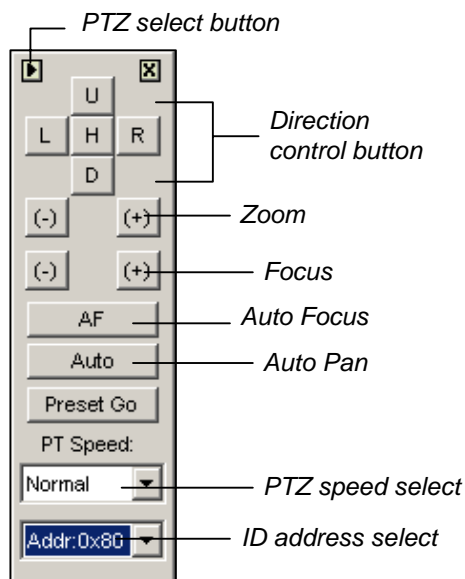 PTZ select button
X
U
L H R
Direction
control button
D
(-) (+) Zoom
(-) (+) Focus
AF Auto Focus
Auto Auto Pan
Preset Go
PT Speed:
Normal PTZ speed select
Addr:0x80 ID address select